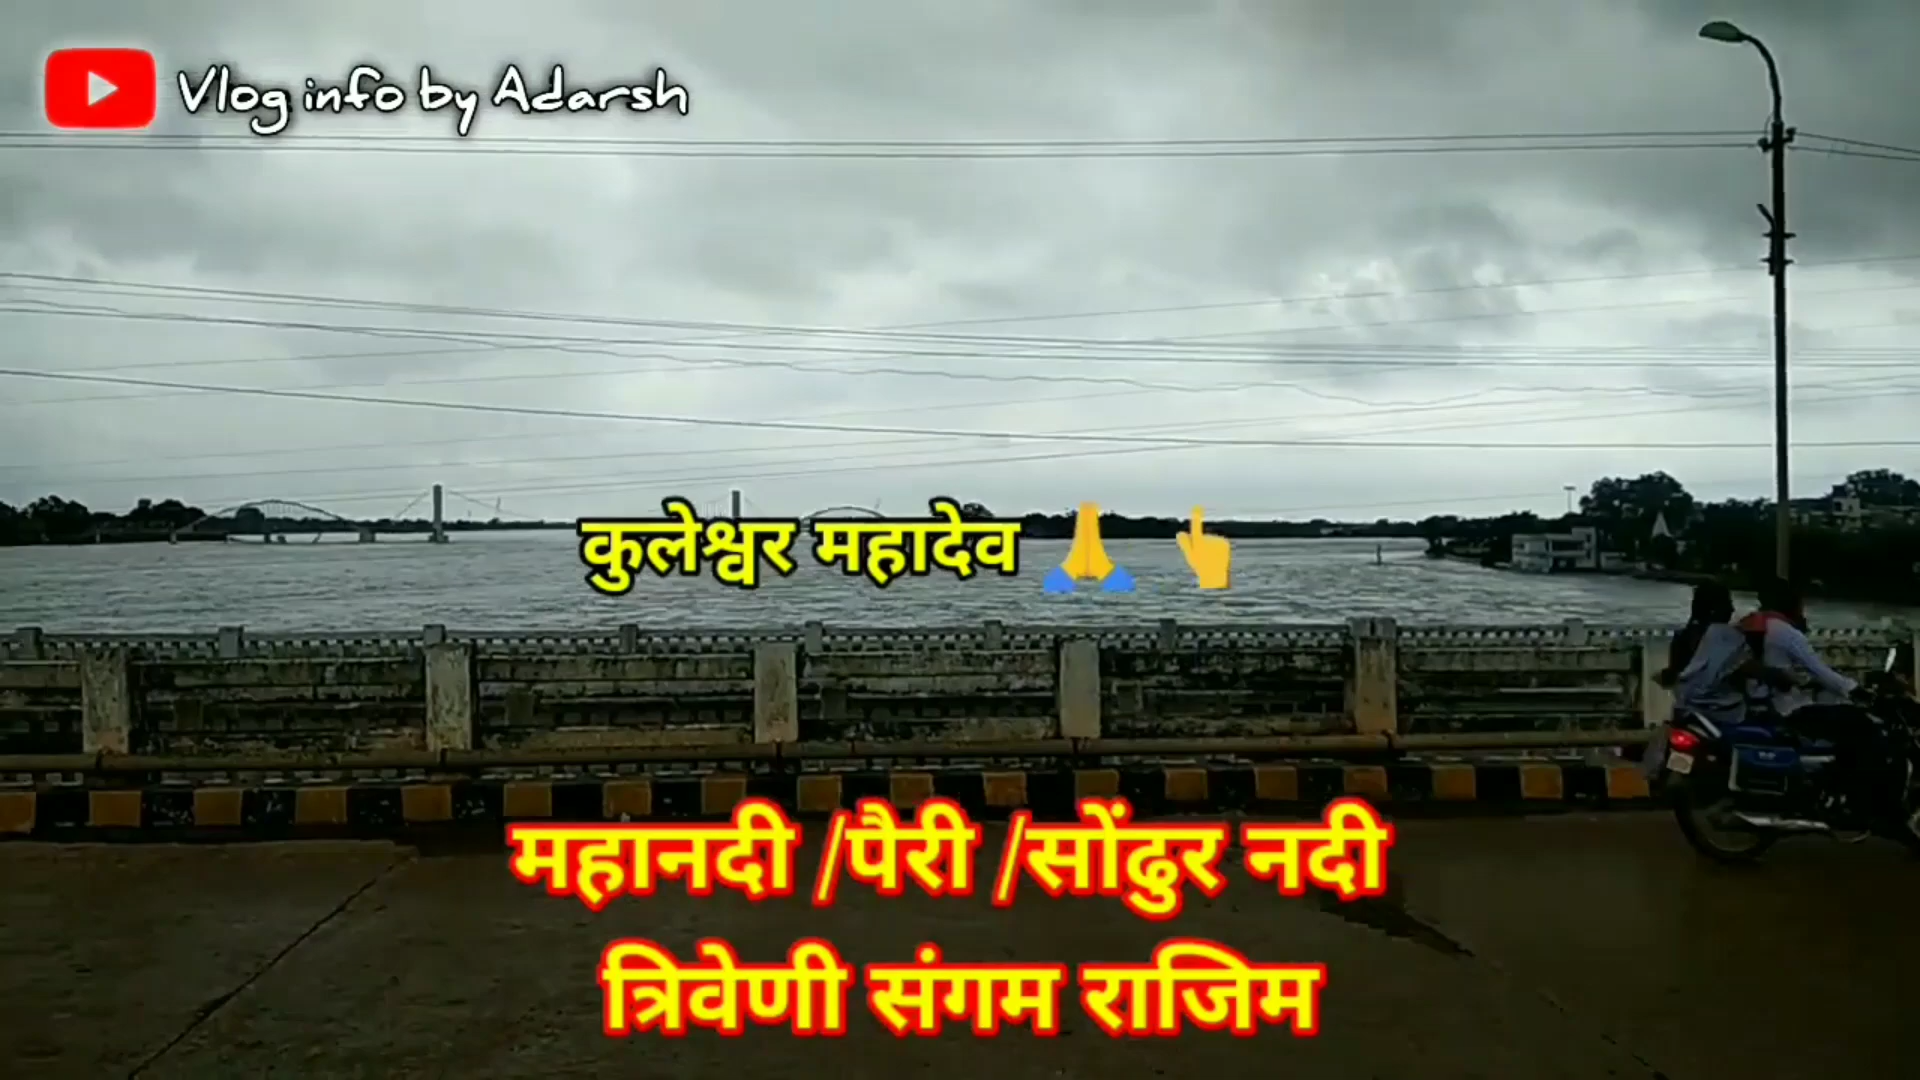 Vlog info by Adarsh
कुलेश्वर महादेव 🙏 👆
महानदी /पैरी /सोंढुर नदी
त्रिवेणी संगम राजिम